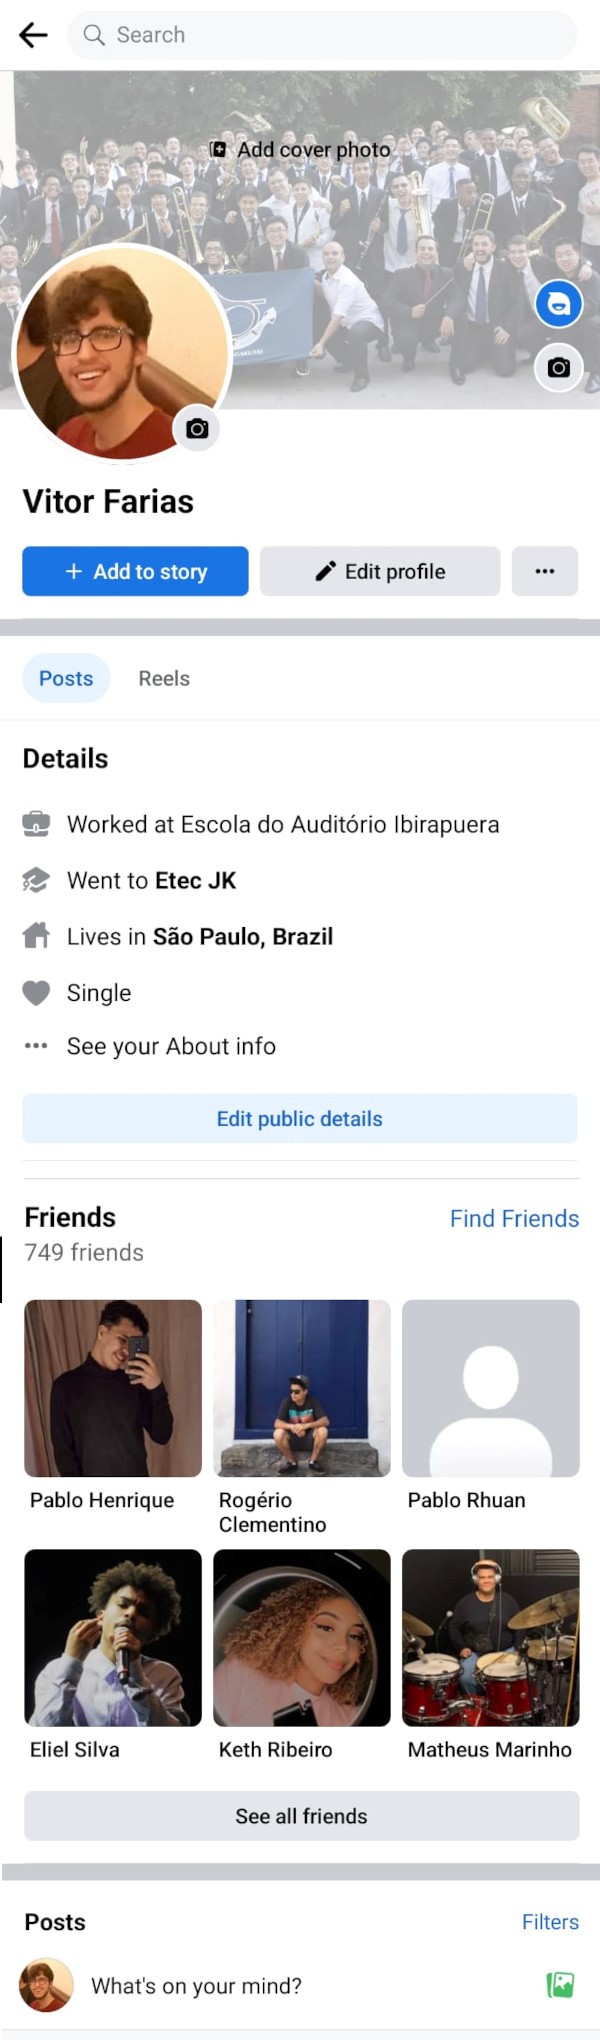 Search
Add cover photo
GAKUTAI
Vitor Farias
+ Add to story
Edit profile
Posts
Reels
Details
Worked at Escola do Auditório Ibirapuera
Went to Etec JK
Lives in São Paulo, Brazil
Single
See your About info
Edit public details
Friends
Find Friends
749 friends
Pablo Henrique
Rogério
Clementino
Pablo Rhuan
Eliel Silva
Keth Ribeiro
Matheus Marinho
See all friends
Posts
Filters
What's on your mind?